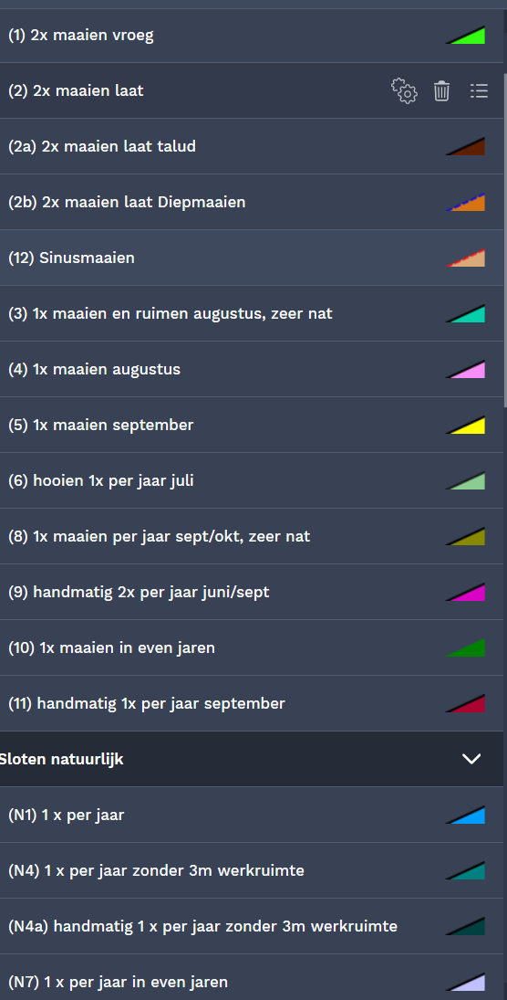 (1) 2x maaien vroeg
(2) 2x maaien laat
(2a) 2x maaien laat talud
(2b) 2x maaien laat Diepmaaien
(12) Sinusmaaien
(3) 1x maaien en ruimen augustus, zeer nat
(4) 1x maaien augustus
(5) 1x maaien september
(6) hooien 1x per jaar juli
(8) 1x maaien per jaar sept/okt, zeer nat
(9) handmatig 2x per jaar juni/sept
(10) 1x maaien in even jaren
(11) handmatig 1x per jaar september
Sloten natuurlijk
(N1) 1 x per jaar
(N4) 1 x per jaar zonder 3m werkruimte
(N4a) handmatig 1 x per jaar zonder 3m werkruimte
(N7) 1 x per jaar in even jaren